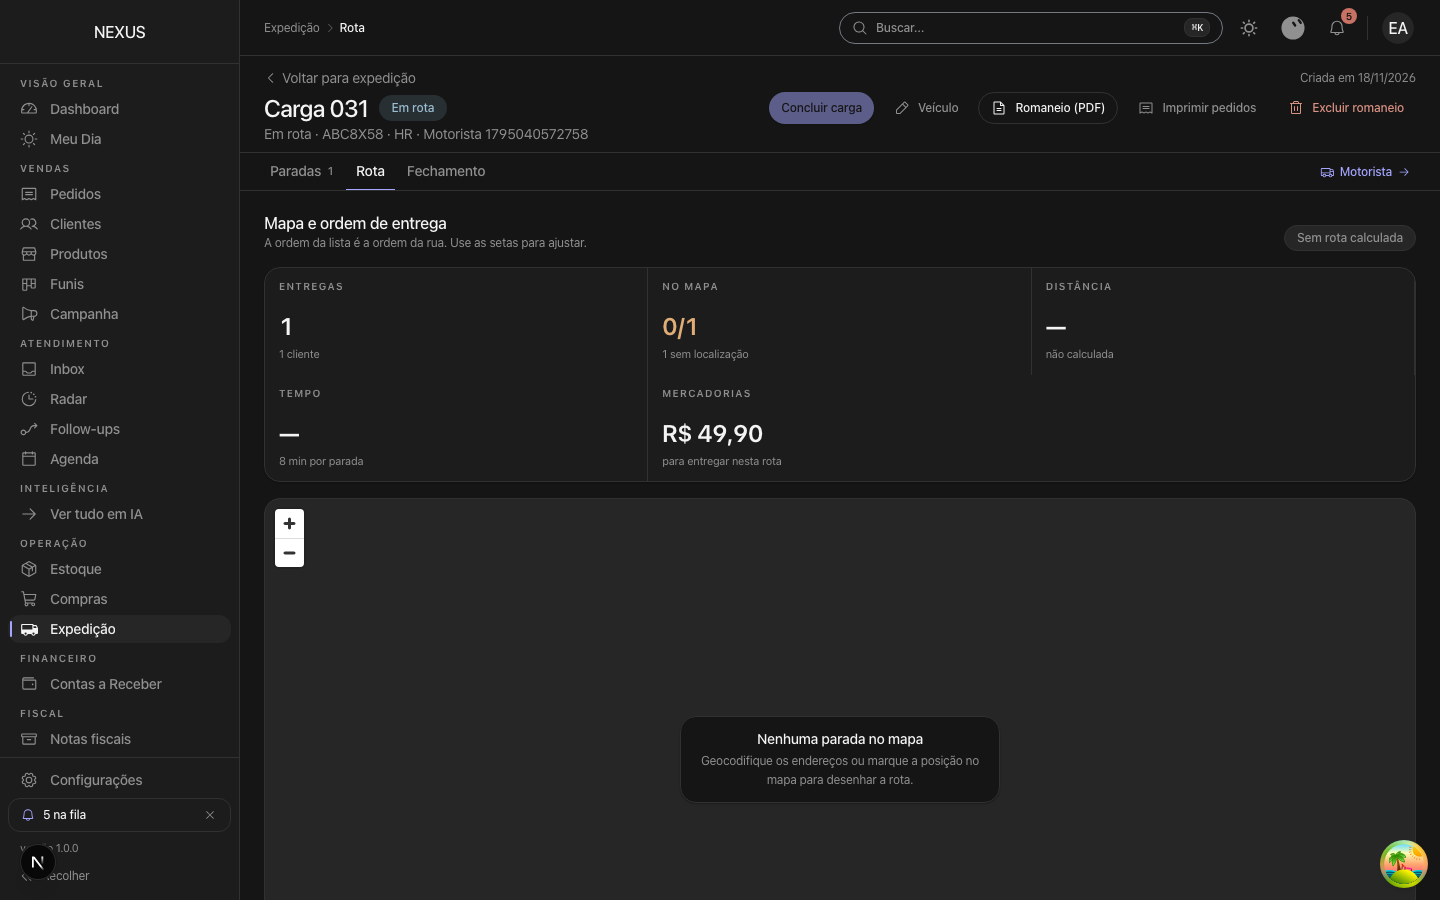 NEXUS
VISÃO GERAL
Dashboard
Meu Dia
VENDAS
Pedidos
Clientes
Produtos
Funis
Campanha
ATENDIMENTO
Inbox
Radar
Follow-ups
Agenda
INTELIGÊNCIA
Ver tudo em IA
OPERAÇÃO
Estoque
Compras
Expedição
FINANCEIRO
Contas a Receber
FISCAL
Notas fiscais
Configurações
5 na fila
1.0.0
N
Expedição > Rota
Buscar...
⌘K
5
EA
Voltar para expedição
Criada em 18/11/2026
Carga 031 Em rota
Concluir carga
Veículo
Romaneio (PDF)
Imprimir pedidos
Excluir romaneio
Em rota · ABC8X58 · HR · Motorista 1795040572758
Paradas 1
Rota
Fechamento
Motorista →
Mapa e ordem de entrega
A ordem da lista é a ordem da rua. Use as setas para ajustar.
Sem rota calculada
ENTREGAS
1
1 cliente
NO MAPA
0/1
1 sem localização
DISTÂNCIA
—
não calculada
TEMPO
—
8 min por parada
MERCADORIAS
R$ 49,90
para entregar nesta rota
+
−
Nenhuma parada no mapa
Geocodifique os endereços ou marque a posição no
mapa para desenhar a rota.